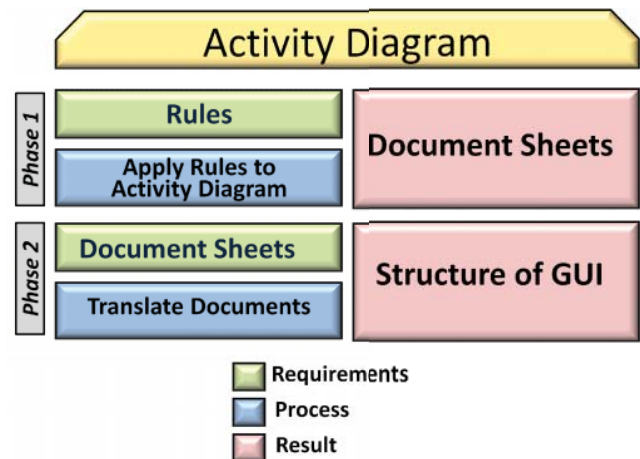 Activity Diagram
Phase 1
Rules
Apply Rules to
Activity Diagram
Document Sheets
Phase 2
Document Sheets
Translate Documents
Structure of GUI
Requirements
Process
Result